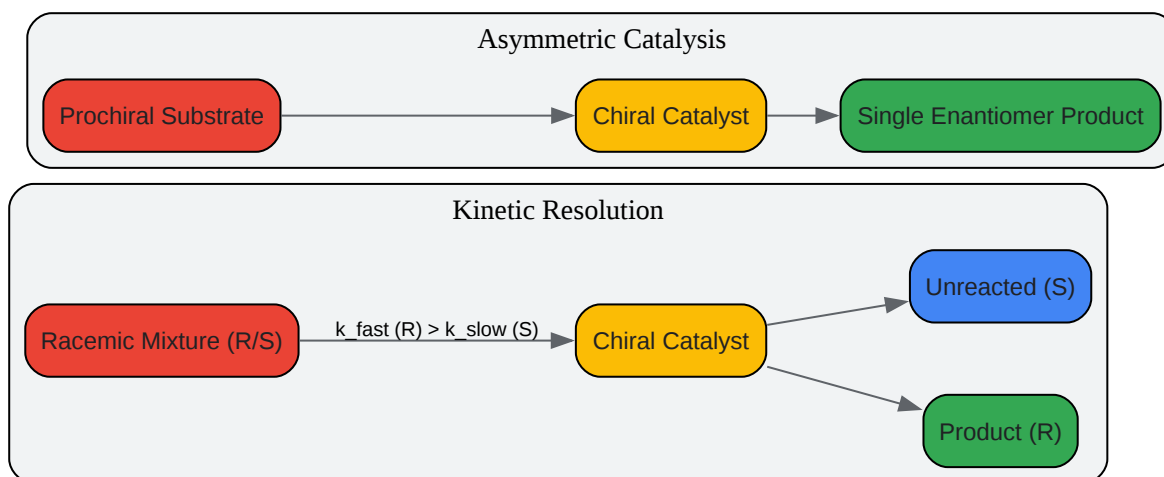 Asymmetric Catalysis
Prochiral Substrate
Chiral Catalyst
Single Enantiomer Product
Kinetic Resolution
Racemic Mixture (R/S)
k_fast (R) > k_slow (S)
Chiral Catalyst
Unreacted (S)
Product (R)